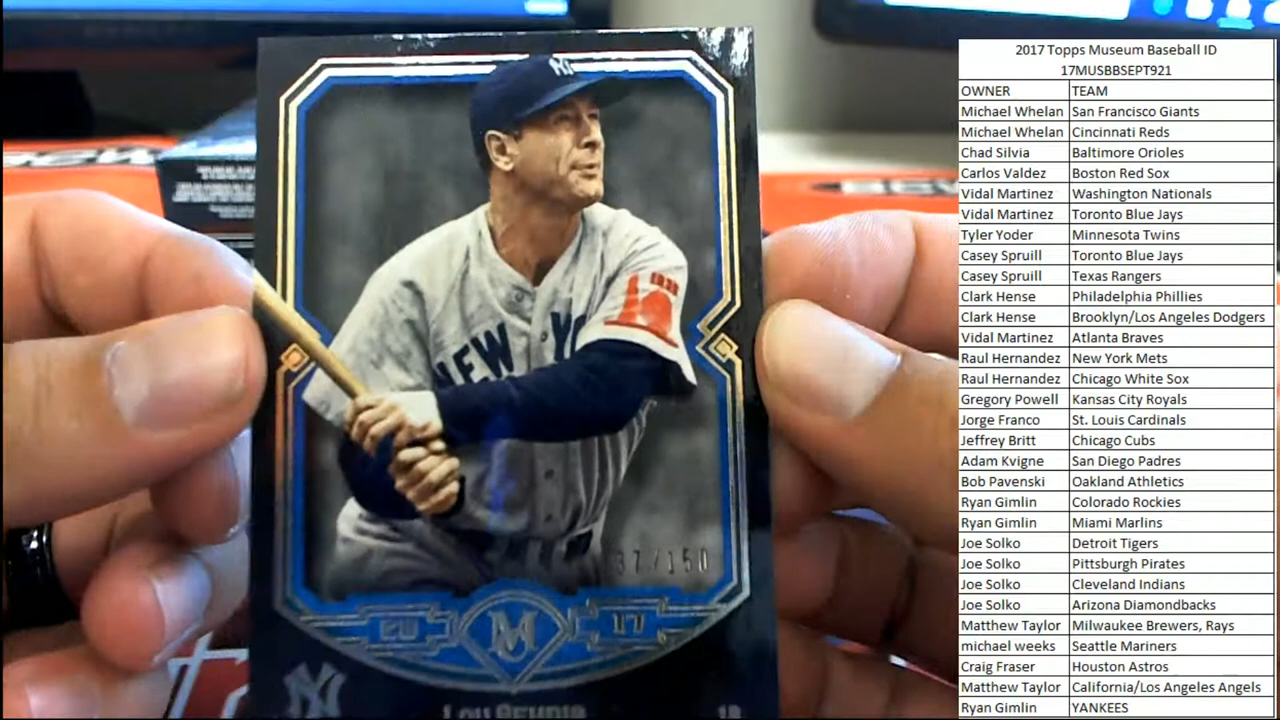 NY
NEW YO
37/150
20 M 17
NY
LOU GEHRIG
2017 Topps Museum Baseball ID
17MUSBBSEPT921
OWNER TEAM
Michael Whelan San Francisco Giants
Michael Whelan Cincinnati Reds
Chad Silvia Baltimore Orioles
Carlos Valdez Boston Red Sox
Vidal Martinez Washington Nationals
Vidal Martinez Toronto Blue Jays
Tyler Yoder Minnesota Twins
Casey Spruill Toronto Blue Jays
Casey Spruill Texas Rangers
Clark Hense Philadelphia Phillies
Clark Hense Brooklyn/Los Angeles Dodgers
Vidal Martinez Atlanta Braves
Raul Hernandez New York Mets
Raul Hernandez Chicago White Sox
Gregory Powell Kansas City Royals
Jorge Franco St. Louis Cardinals
Jeffrey Britt Chicago Cubs
Adam Kvigne San Diego Padres
Bob Pavenski Oakland Athletics
Ryan Gimlin Colorado Rockies
Ryan Gimlin Miami Marlins
Joe Solko Detroit Tigers
Joe Solko Pittsburgh Pirates
Joe Solko Cleveland Indians
Joe Solko Arizona Diamondbacks
Matthew Taylor Milwaukee Brewers, Rays
michael weeks Seattle Mariners
Craig Fraser Houston Astros
Matthew Taylor California/Los Angeles Angels
Ryan Gimlin YANKEES